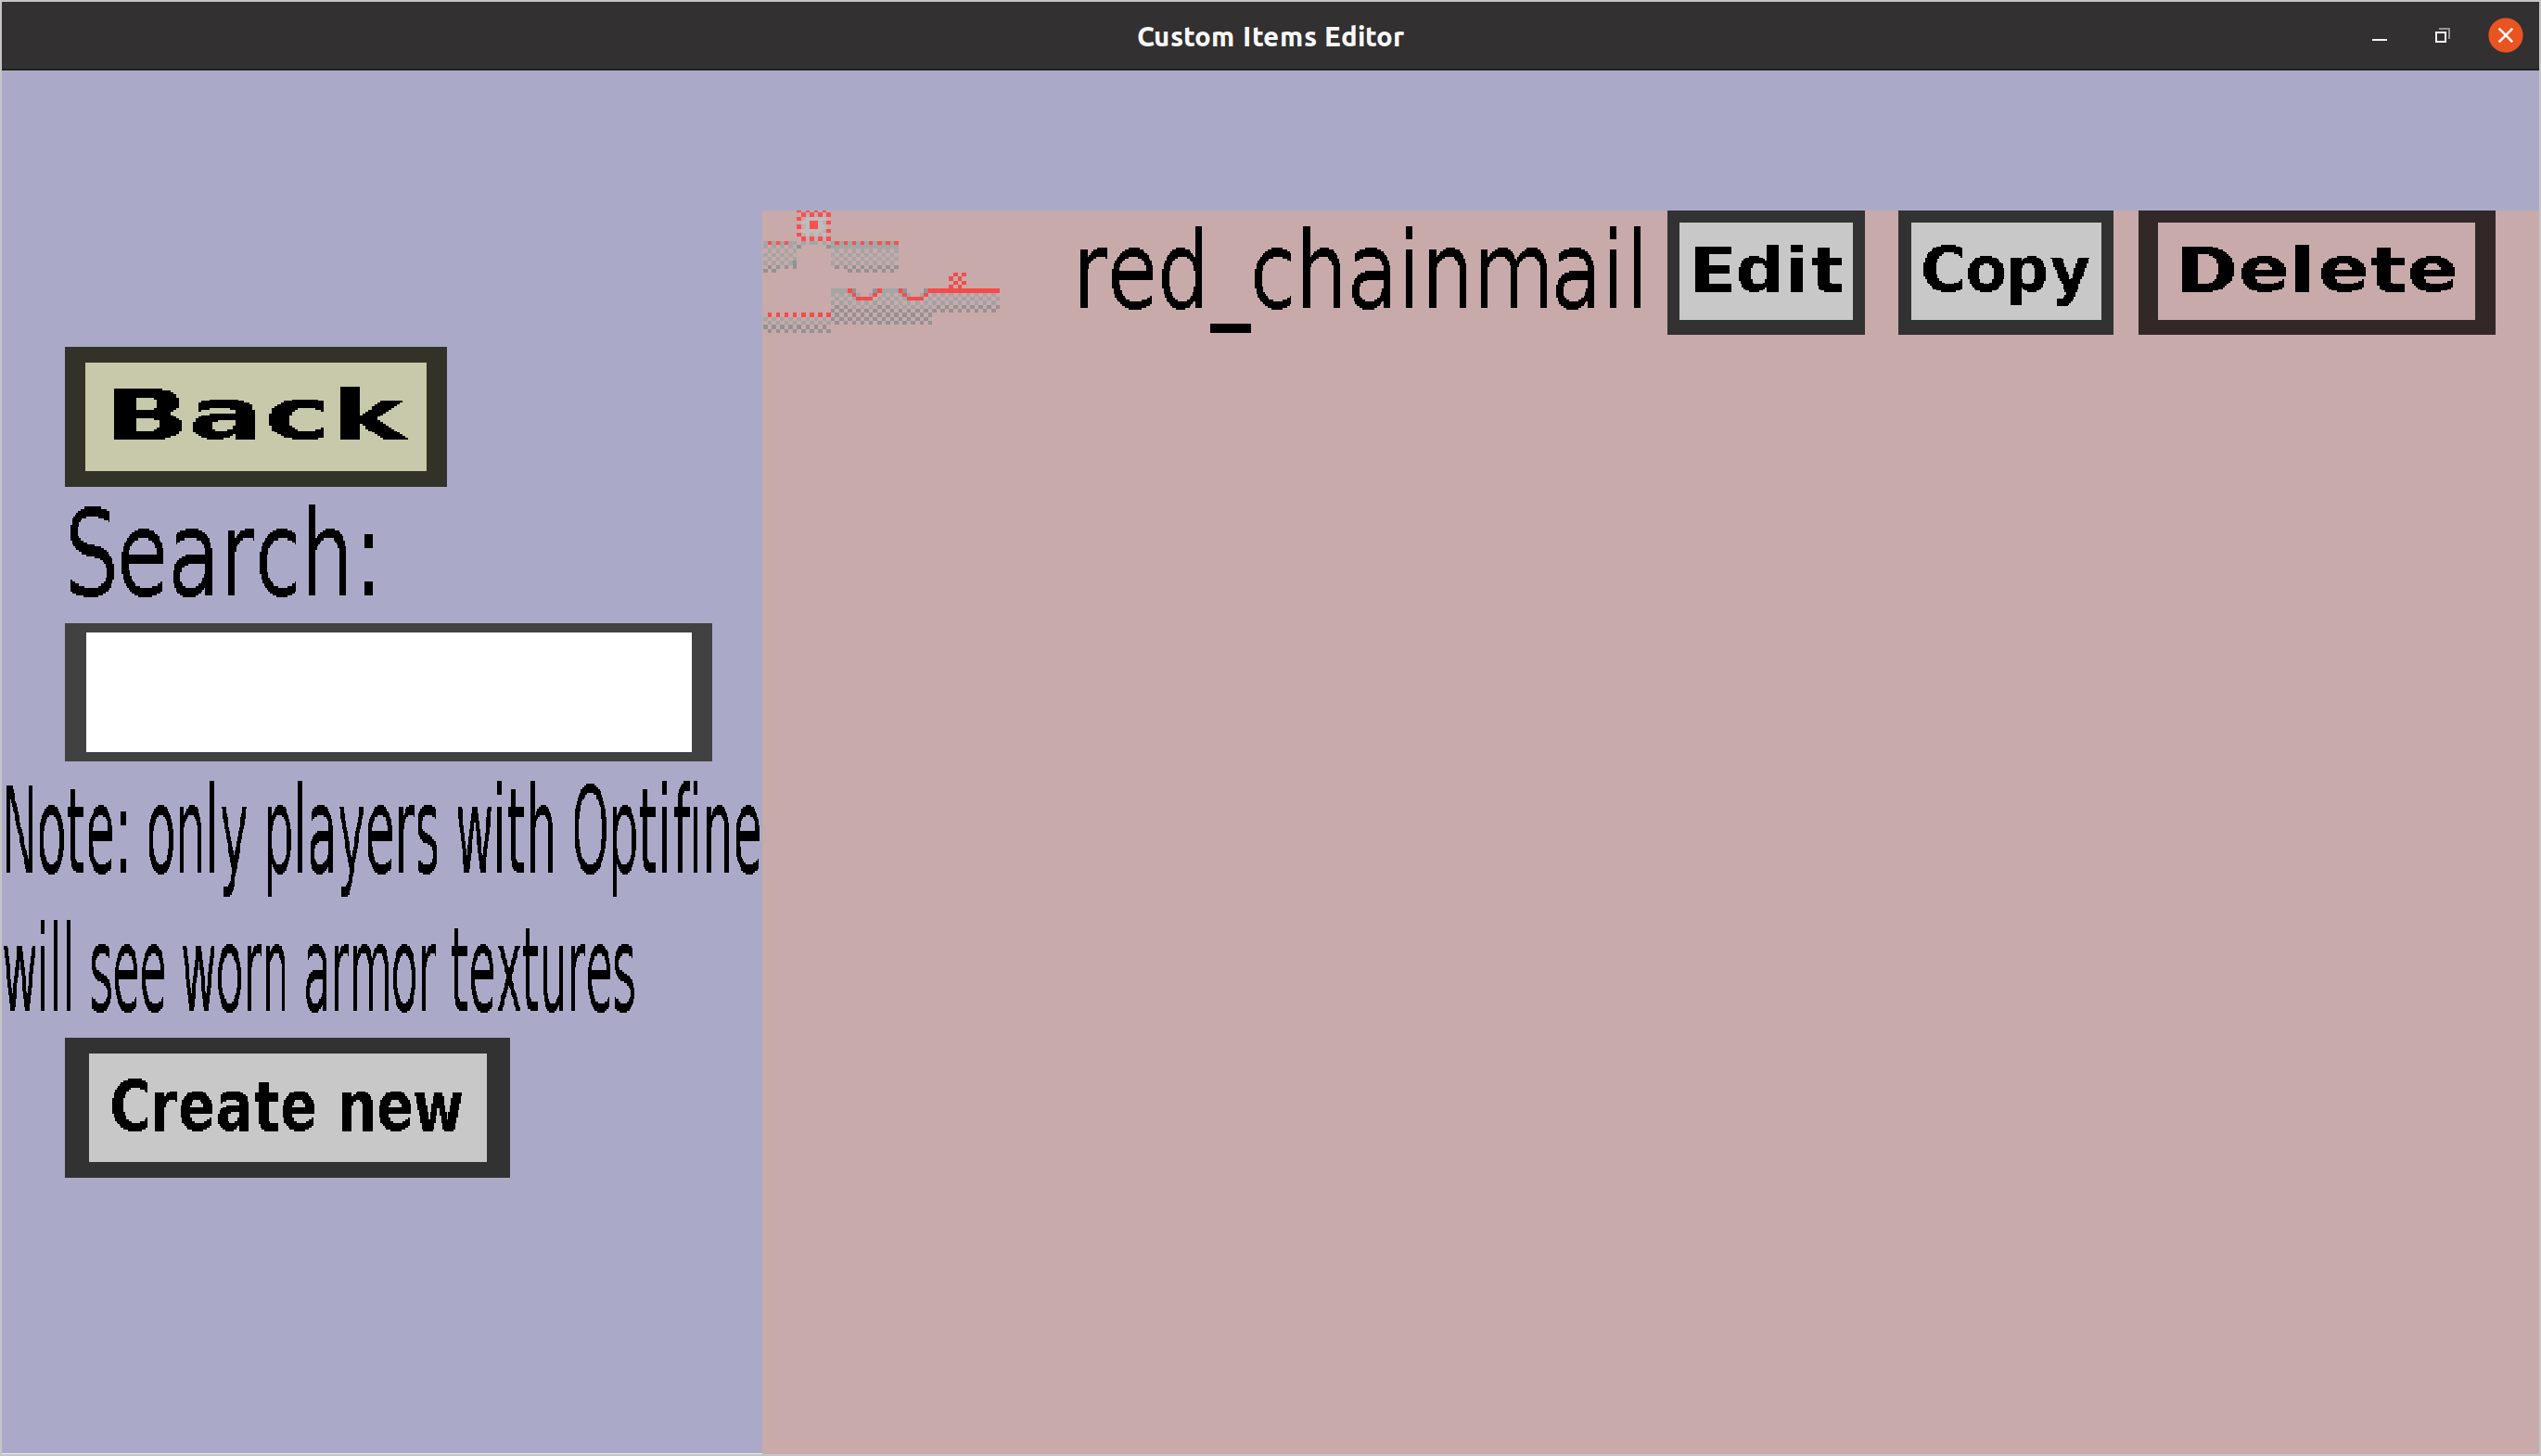 Custom Items Editor
red_chainmail Edit Copy Delete
Back
Search:
Note: only players with Optifine
will see worn armor textures
Create new